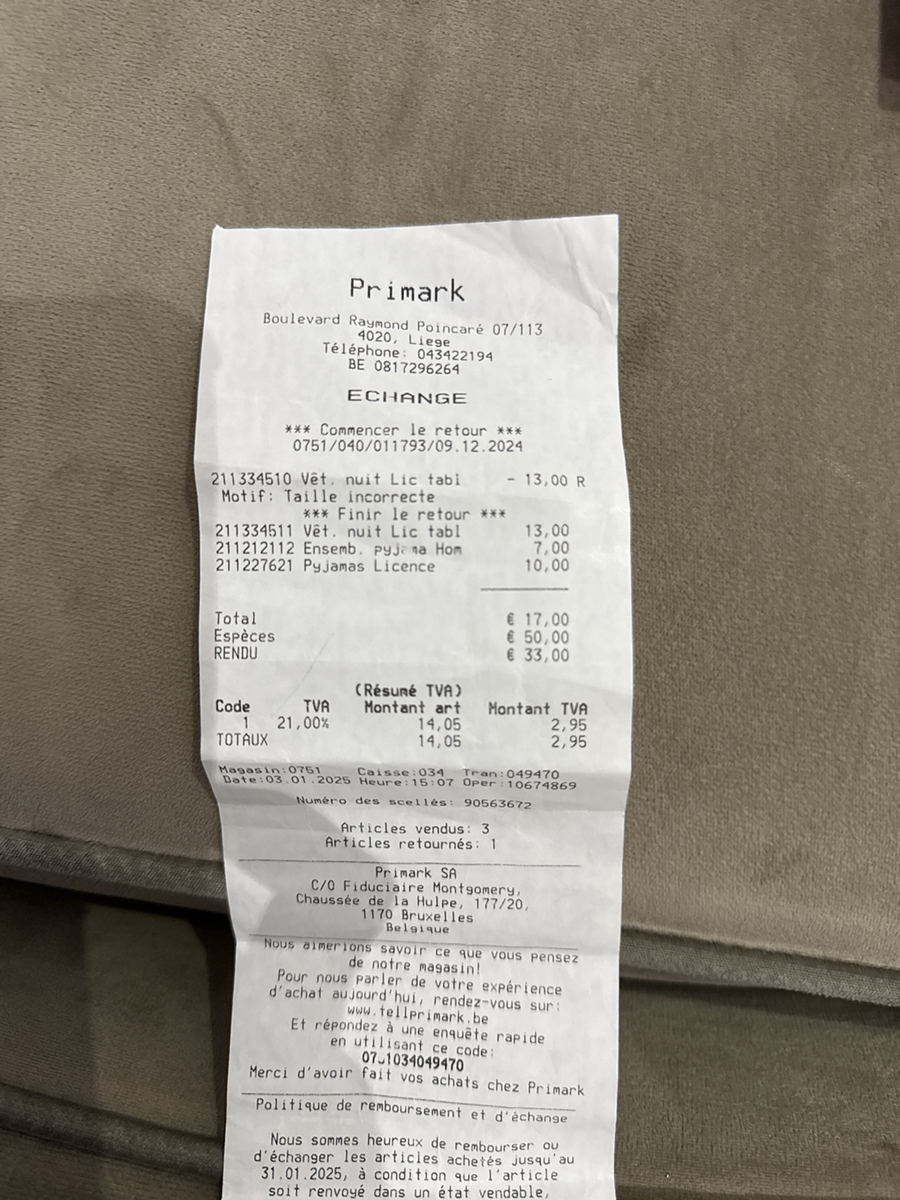 Primark
Boulevard Raymond Poincaré 07/113
4020, Liege
Téléphone: 043422194
BE 0817296264
ECHANGE
*** Commencer le retour ***
0751/040/011793/09.12.2024
211334510 Vêt. nuit Lic tabl - 13,00 R
Motif: Taille incorrecte
*** Finir le retour ***
211334511 Vêt. nuit Lic tabl 13,00
211212112 Ensemb. Hom 7,00
211227621 Pyjamas Licence 10,00
Total € 17,00
Espèces € 50,00
RENDU € 33,00
(Résumé TVA)
Code TVA Montant art Montant TVA
1 21,00% 14,05 2,95
TOTAUX 14,05 2,95
Magasin:0751 Caisse:034 Tran:049470
Date:03.01.2025 Heure:15:07 Oper:10674869
Numéro des scellés: 90563672
Articles vendus: 3
Articles retournés: 1
Primark SA
C/O Fiduciaire Montgomery,
Chaussée de la Hulpe, 177/20,
1170 Bruxelles
Belgique
Nous aimerions savoir ce que vous pensez
de notre magasin!
Pour nous parler de votre expérience
d'achat aujourd'hui, rendez-vous sur:
www.tellprimark.be
Et répondez à une enquête rapide
en utilisant ce code:
Merci d'avoir fait vos achats chez Primark
Politique de remboursement et d'échange
Nous sommes heureux de rembourser ou
d'échanger les articles achetés jusqu'au
31.01.2025, à condition que l'article
soit renvoyé dans un état vendable,